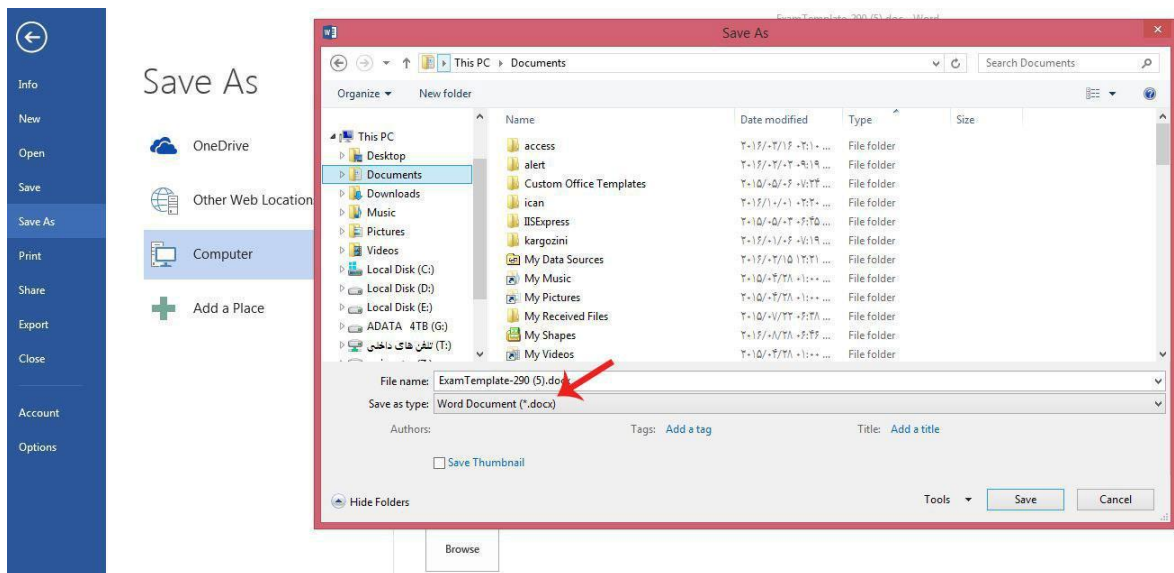 Info
New
Open
Save
Save As
Print
Share
Export
Close
Account
Options
Save As
OneDrive
Other Web Location
Computer
Add a Place
Browse
Save As
This PC Documents
Search Documents
Organize New folder
Name Date modified Type Size
This PC
Desktop
Documents
Downloads
Music
Pictures
Videos
Local Disk (C:)
Local Disk (D:)
Local Disk (E:)
ADATA 4TB (G:)
تلفن های داخلی (T:)
access File folder
alert File folder
Custom Office Templates File folder
ican File folder
IISExpress File folder
kargozini File folder
My Data Sources File folder
My Music File folder
My Pictures File folder
My Received Files File folder
My Shapes File folder
My Videos File folder
File name: ExamTemplate-290 (5).docx
Save as type: Word Document (*.docx)
Authors: Tags: Add a tag Title: Add a title
Save Thumbnail
Hide Folders Tools Save Cancel